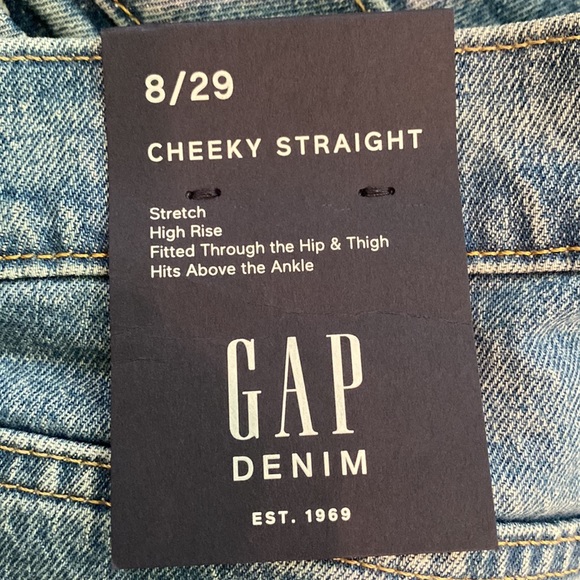 8/29
CHEEKY STRAIGHT
Stretch
High Rise
Fitted Through the Hip & Thigh
Hits Above the Ankle
GAP
DENIM
EST. 1969